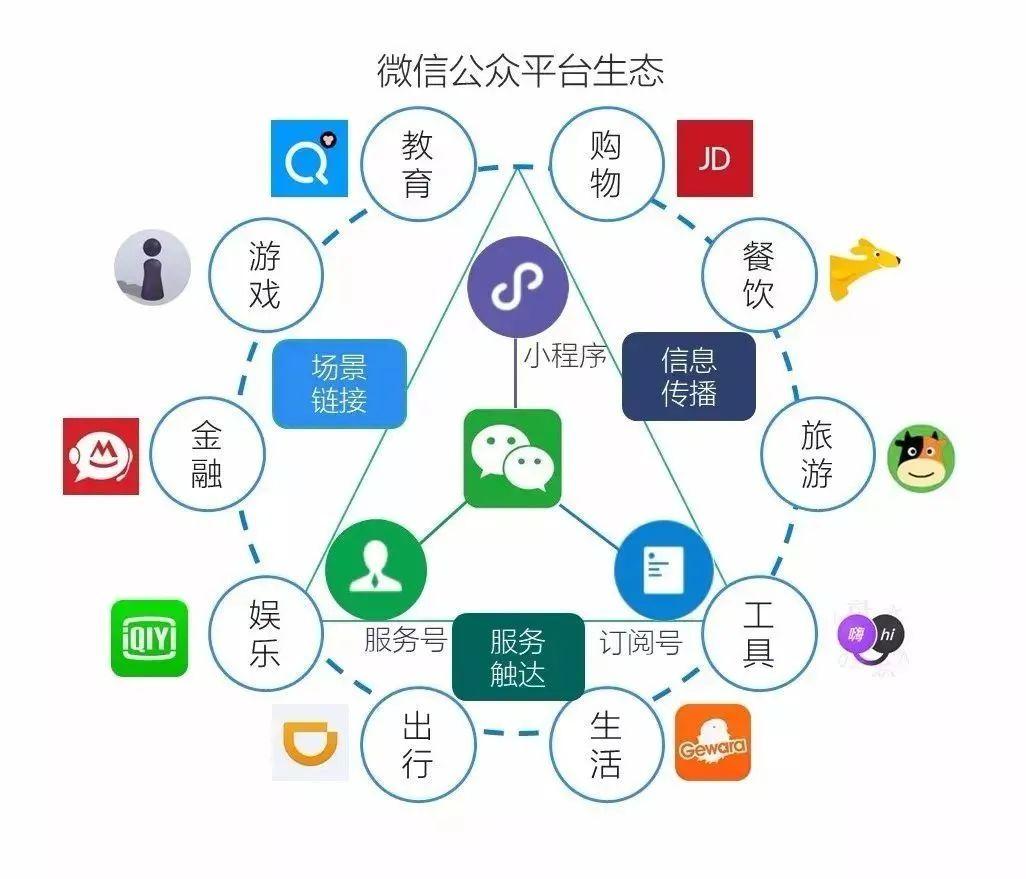 微信公众平台生态
教
育
购
物
JD
游
戏
餐
饮
小程序
场景
链接
信息
传播
金
融
旅
游
娱
乐
工
具
iQIY
嗨
hi
服务号
服务
触达
订阅号
出
行
生
活
Gewara